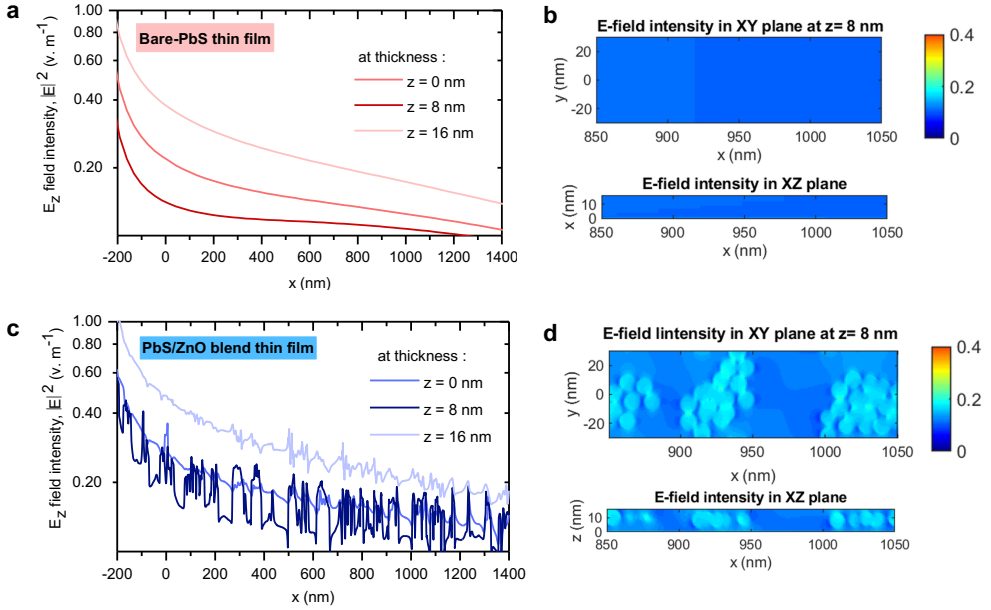 a
1.00
0.80
0.40
0.20
E_z field intensity, |E|^2 (v. m^-1)
Bare-PbS thin film
at thickness :
z = 0 nm
z = 8 nm
z = 16 nm
-200 0 200 400 600 800 1000 1200 1400
x (nm)
b
E-field intensity in XY plane at z= 8 nm
y (nm)
20
0
-20
850 900 950 1000 1050
x (nm)
0.4
0.2
0
E-field intensity in XZ plane
x (nm)
10
0
850 900 950 1000 1050
x (nm)
c
1.00
0.80
0.40
0.20
E_z field intensity, |E|^2 (v. m^-1)
PbS/ZnO blend thin film
at thickness :
z = 0 nm
z = 8 nm
z = 16 nm
-200 0 200 400 600 800 1000 1200 1400
x (nm)
d
E-field lintensity in XY plane at z= 8 nm
y (nm)
20
0
-20
900 950 1000 1050
x (nm)
0.4
0.2
0
E-field intensity in XZ plane
z (nm)
10
0
850 900 950 1000 1050
x (nm)